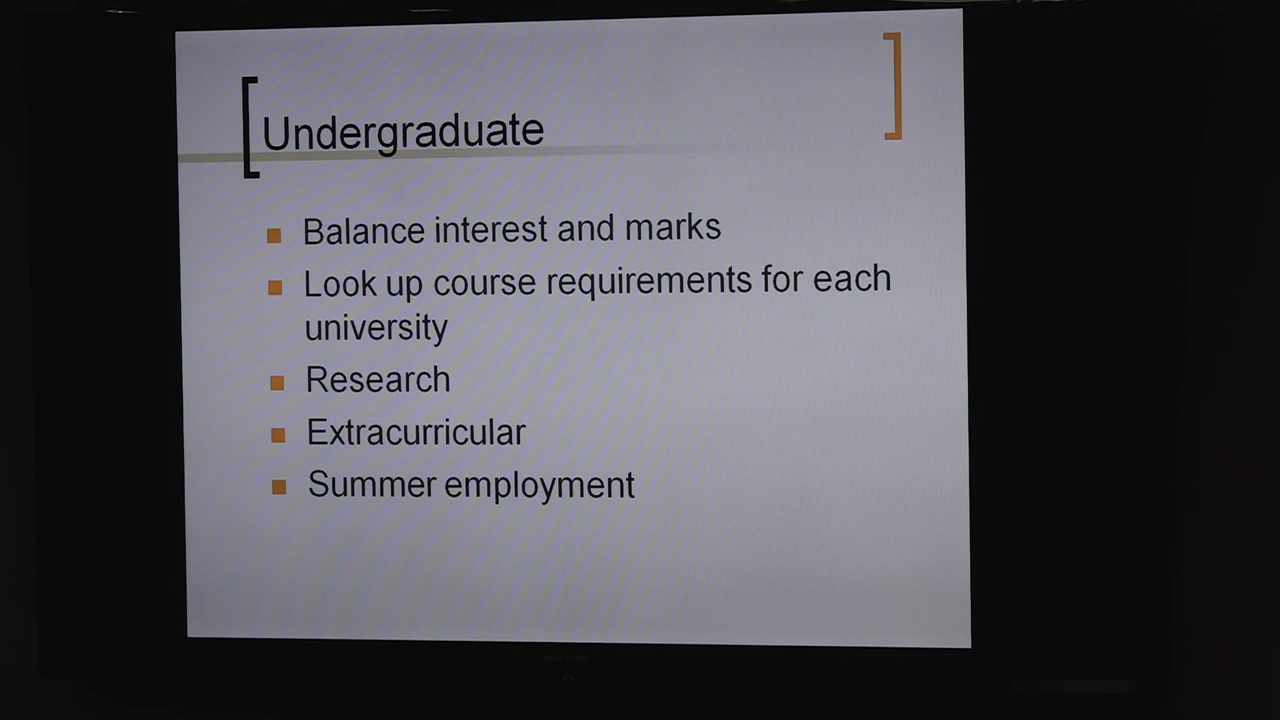 Undergraduate
Balance interest and marks
Look up course requirements for each
university
Research
Extracurricular
Summer employment